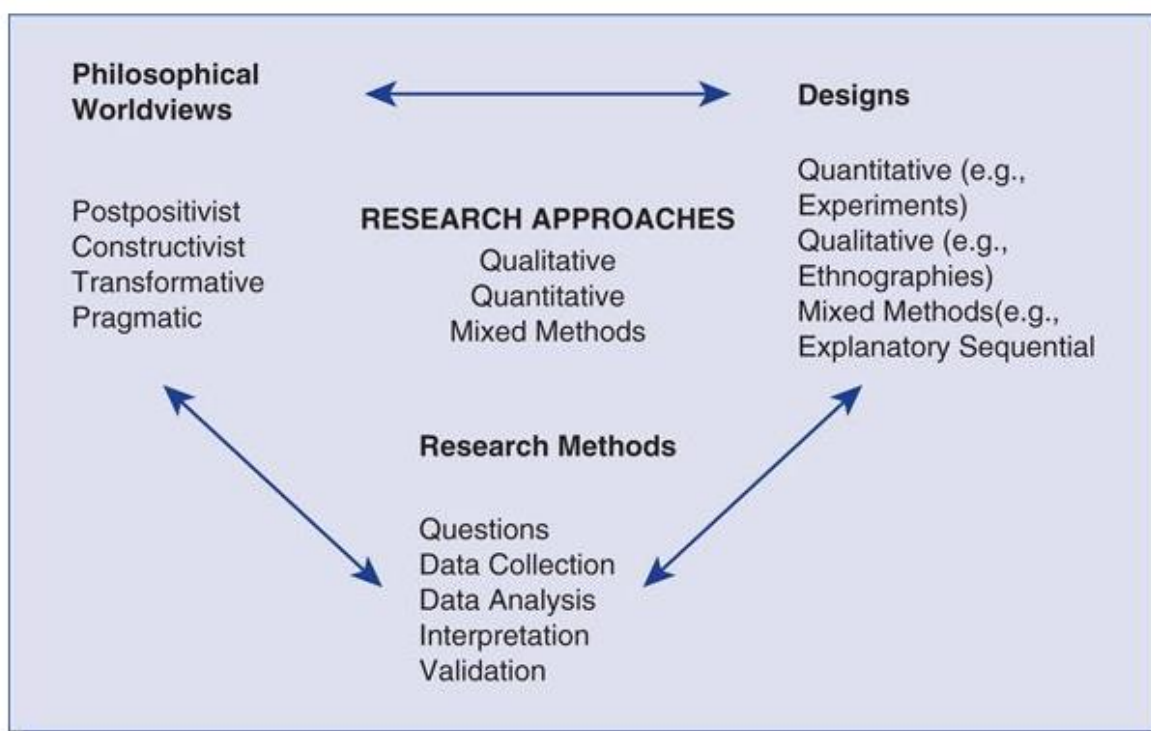 Philosophical
Worldviews
Postpositivist
Constructivist
Transformative
Pragmatic
RESEARCH APPROACHES
Qualitative
Quantitative
Mixed Methods
Designs
Quantitative (e.g.,
Experiments)
Qualitative (e.g.,
Ethnographies)
Mixed Methods(e.g.,
Explanatory Sequential
Research Methods
Questions
Data Collection
Data Analysis
Interpretation
Validation